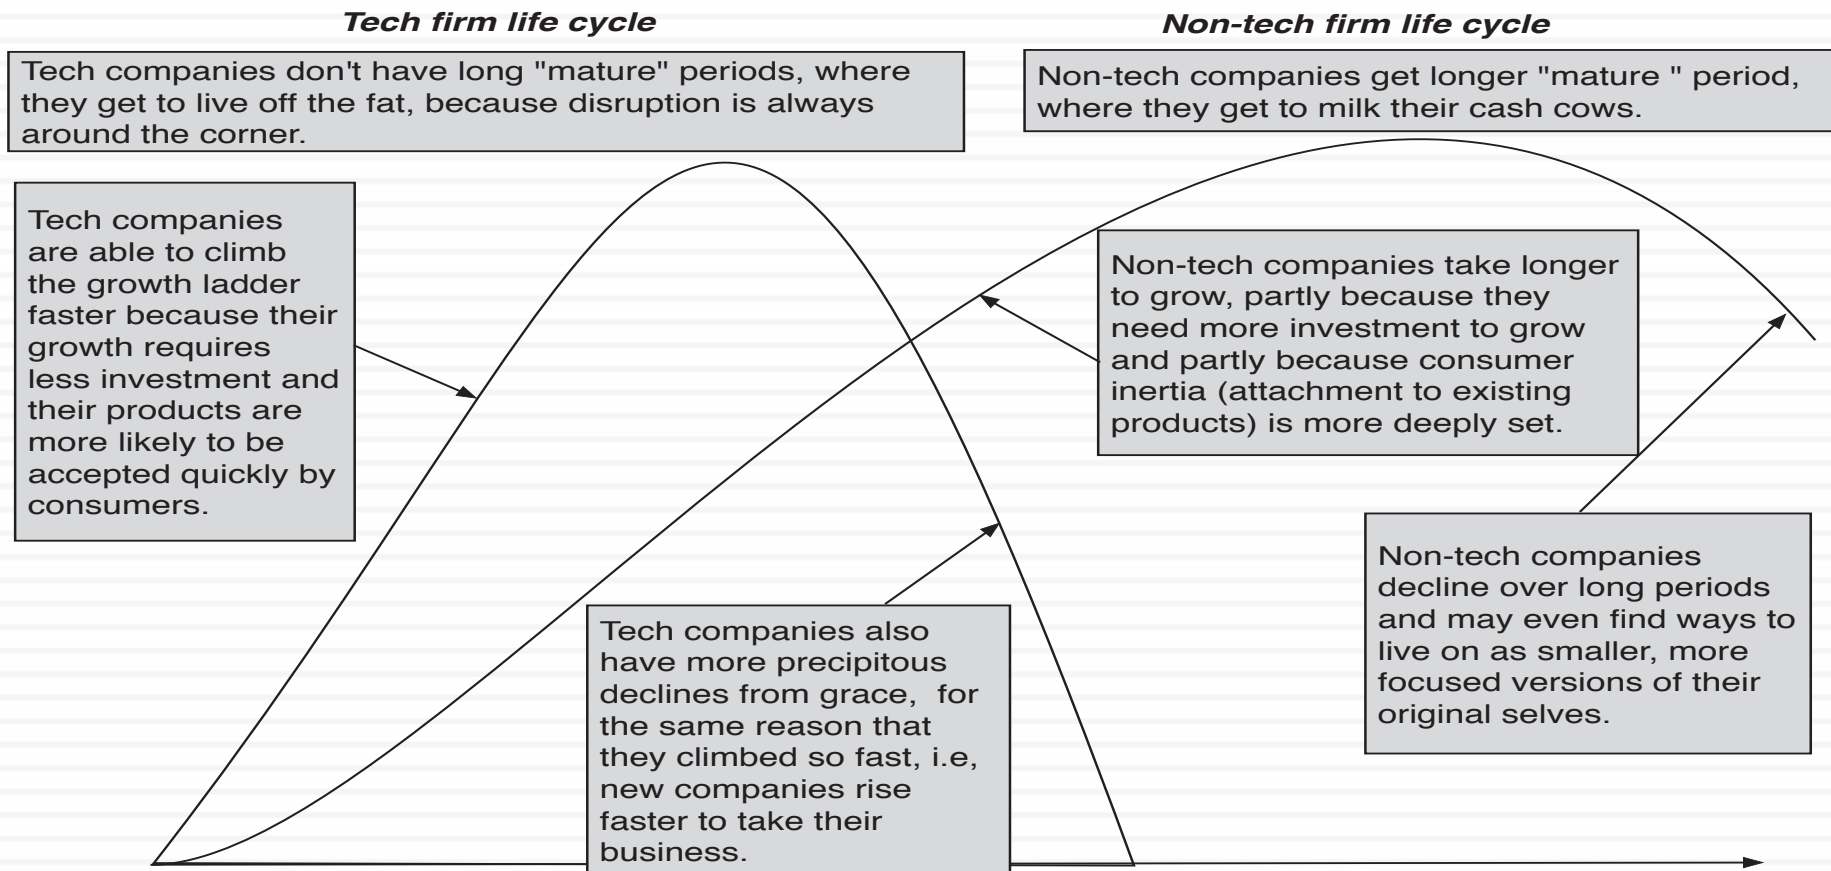 Tech firm life cycle
Non-tech firm life cycle
Tech companies don't have long "mature" periods, where
they get to live off the fat, because disruption is always
around the corner.
Non-tech companies get longer "mature " period,
where they get to milk their cash cows.
Tech companies
are able to climb
the growth ladder
faster because their
growth requires
less investment and
their products are
more likely to be
accepted quickly by
consumers.
Non-tech companies take longer
to grow, partly because they
need more investment to grow
and partly because consumer
inertia (attachment to existing
products) is more deeply set.
Tech companies also
have more precipitous
declines from grace,  for
the same reason that
they climbed so fast, i.e,
new companies rise
faster to take their
business.
Non-tech companies
decline over long periods
and may even find ways to
live on as smaller, more
focused versions of their
original selves.